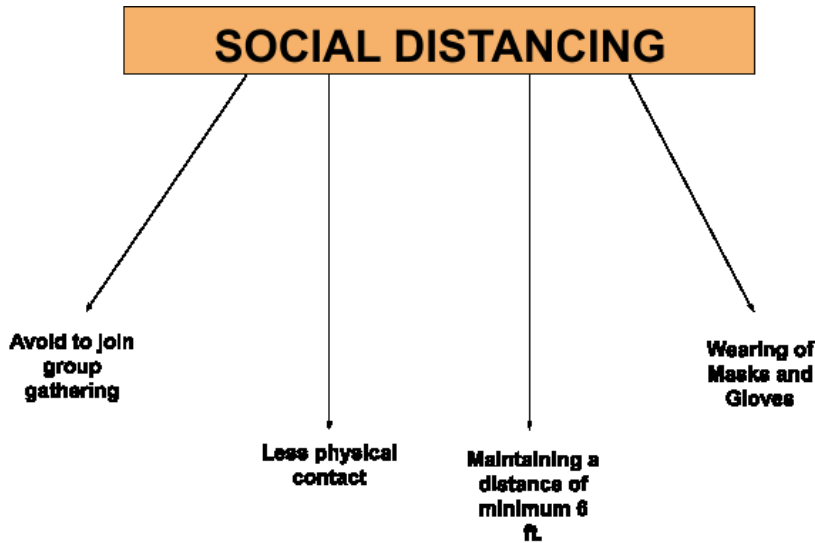 SOCIAL DISTANCING
Avoid to join
group
gathering
Less physical
contact
Maintaining a
distance of
minimum 6
ft.
Wearing of
Masks and
Gloves